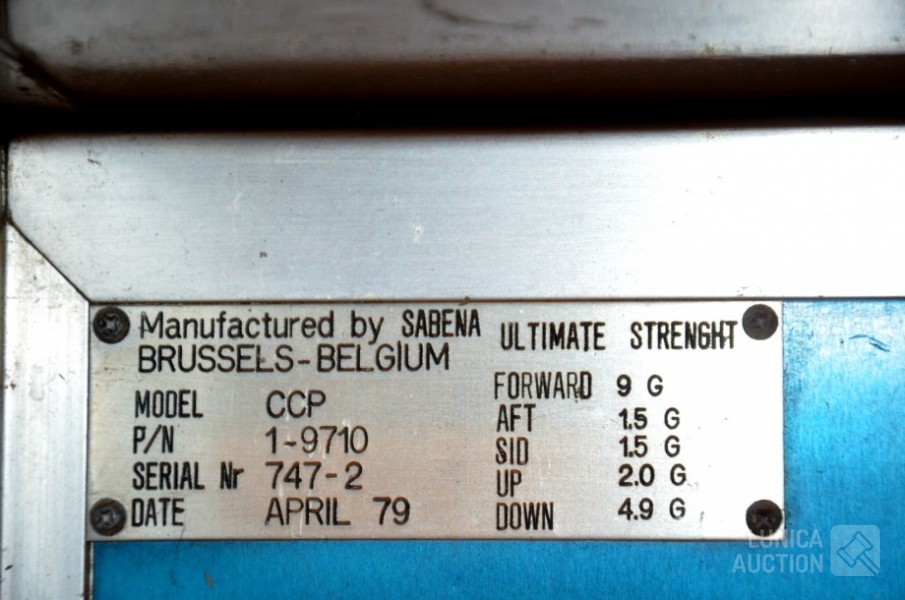 Manufactured by SABENA
BRUSSELS-BELGIUM
MODEL CCP
P/N 1-9710
SERIAL Nr 747-2
DATE APRIL 79
ULTIMATE STRENGHT
FORWARD 9 G
AFT 1.5 G
SID 1.5 G
UP 2.0 G
DOWN 4.9 G
LUNICA
AUCTION